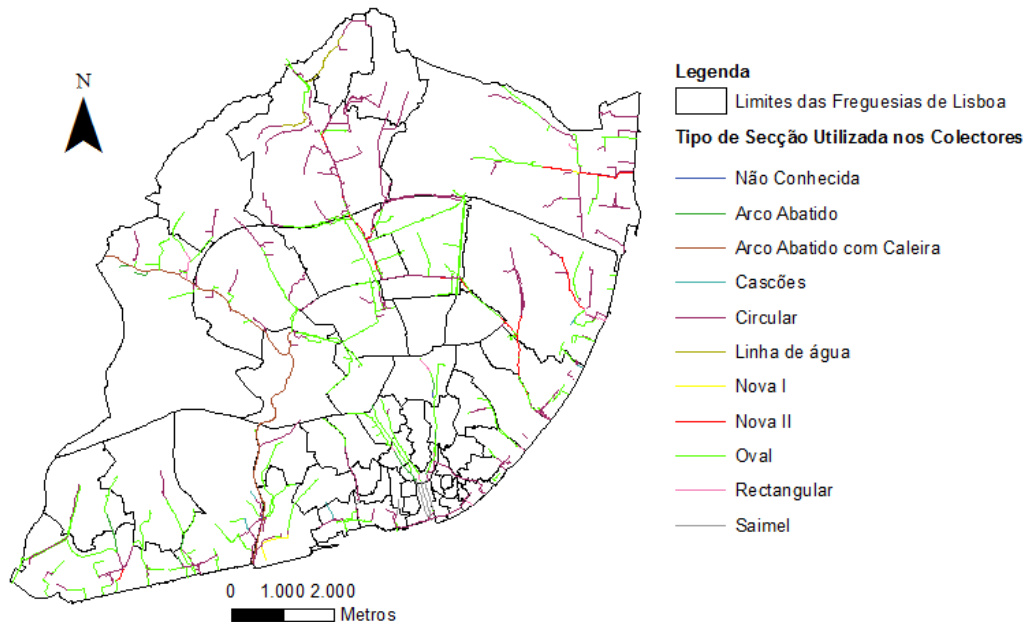 N
Legenda
Limites das Freguesias de Lisboa
Tipo de Secção Utilizada nos Colectores
Não Conhecida
Arco Abatido
Arco Abatido com Caleira
Cascões
Circular
Linha de água
Nova I
Nova II
Oval
Rectangular
Saimel
0 1.000 2.000
Metros